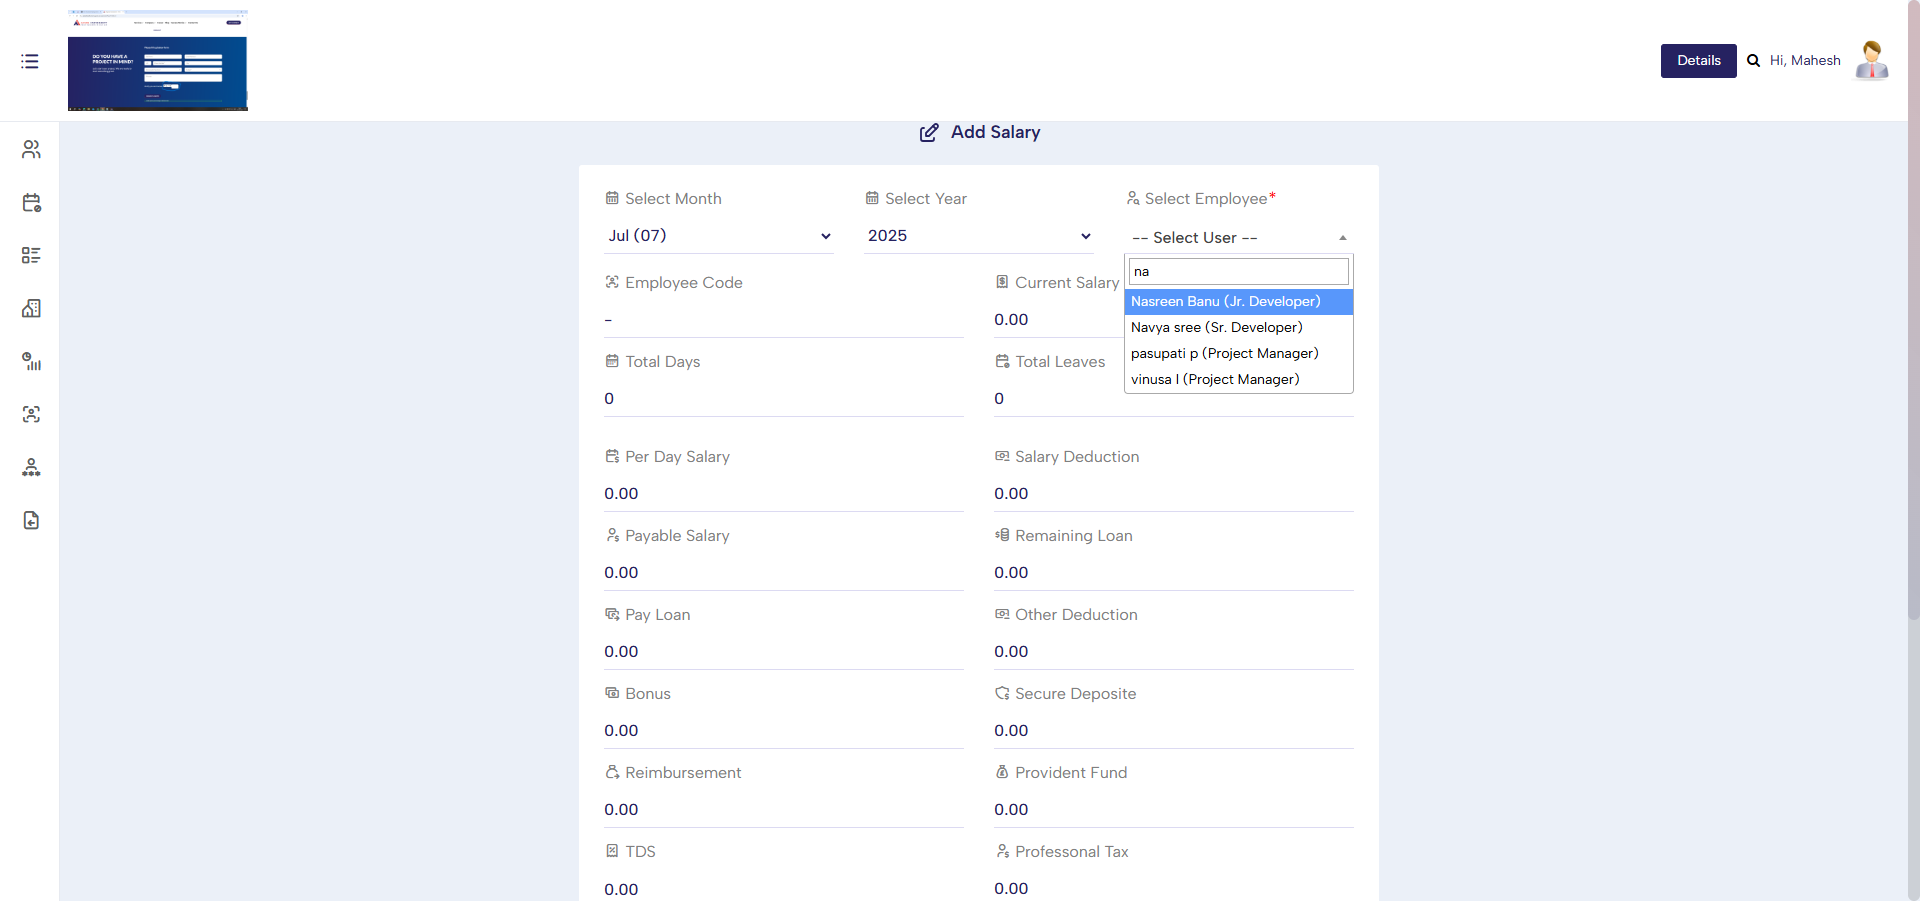 DO YOU HAVE A
PROJECT IN MIND?
Details
Hi, Mahesh
Add Salary
Select Month
Select Year
Select Employee*
Jul (07)
2025
-- Select User --
na
Nasreen Banu (Jr. Developer)
Navya sree (Sr. Developer)
pasupati p (Project Manager)
vinusa l (Project Manager)
Employee Code
Current Salary
-
0.00
Total Days
Total Leaves
0
0
Per Day Salary
Salary Deduction
0.00
0.00
Payable Salary
Remaining Loan
0.00
0.00
Pay Loan
Other Deduction
0.00
0.00
Bonus
Secure Deposite
0.00
0.00
Reimbursement
Provident Fund
0.00
0.00
TDS
Professonal Tax
0.00
0.00